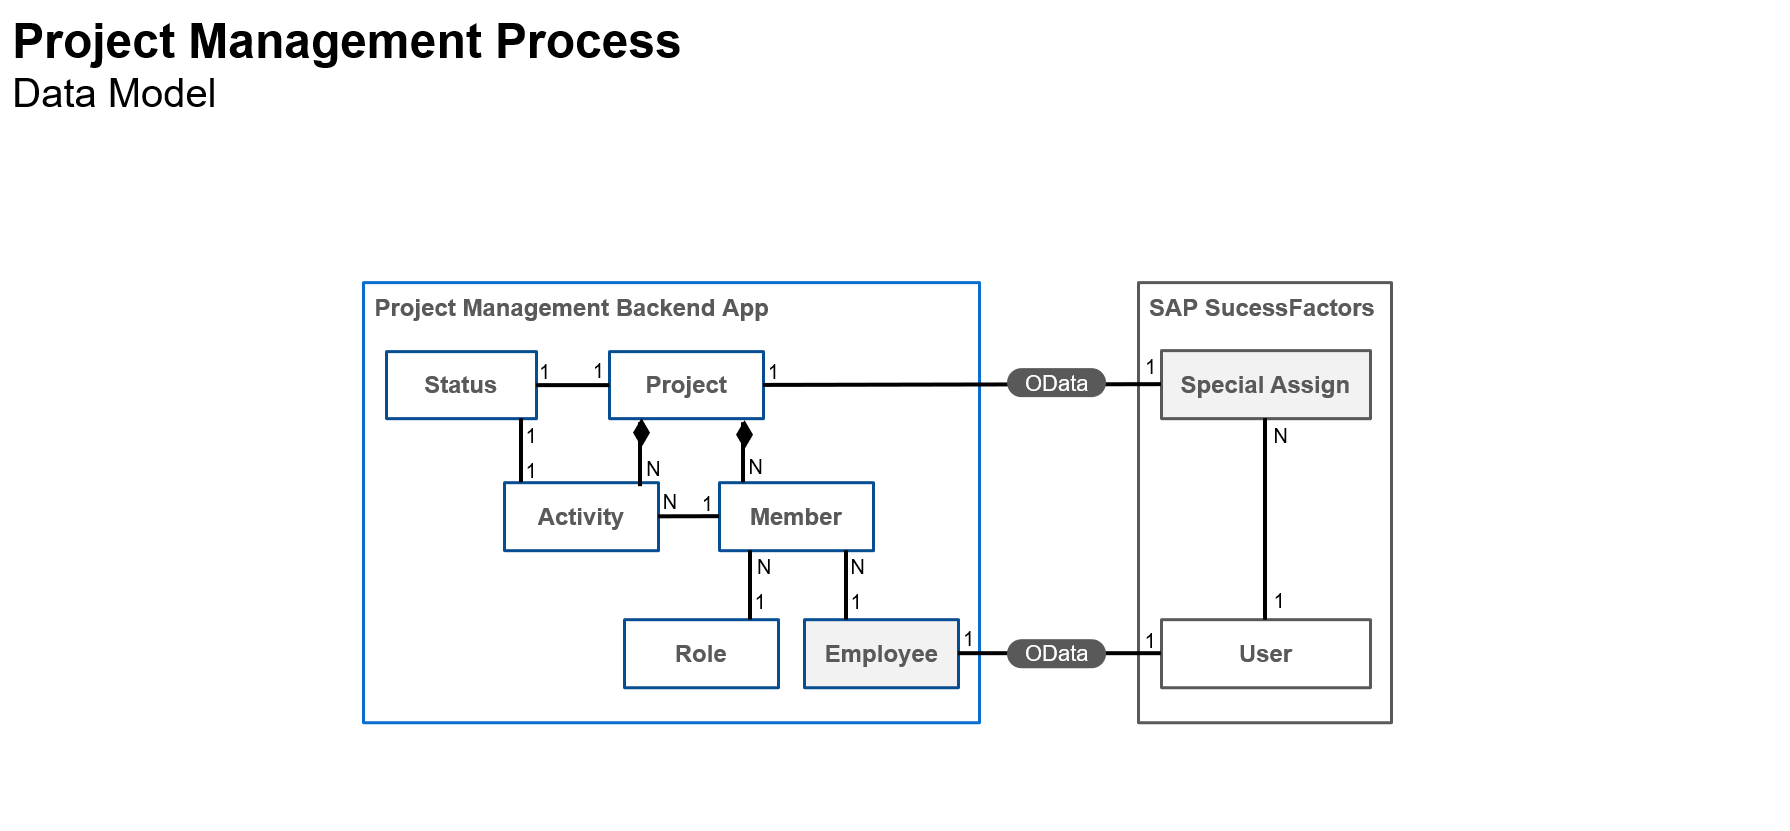 Project Management Process
Data Model
Project Management Backend App
SAP SucessFactors
Status
1
1
Project
1
OData
1
Special Assign
1
1
N
N
N
Activity
N
1
Member
N
1
N
1
1
Role
Employee
1
OData
1
User